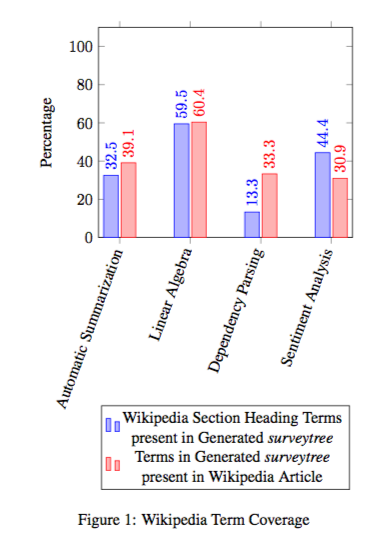 100
80
60
40
20
0
Percentage
32.5
39.1
59.5
60.4
13.3
33.3
44.4
30.9
Automatic Summarization
Linear Algebra
Dependency Parsing
Sentiment Analysis
Wikipedia Section Heading Terms
present in Generated surveytree
Terms in Generated surveytree
present in Wikipedia Article
Figure 1: Wikipedia Term Coverage